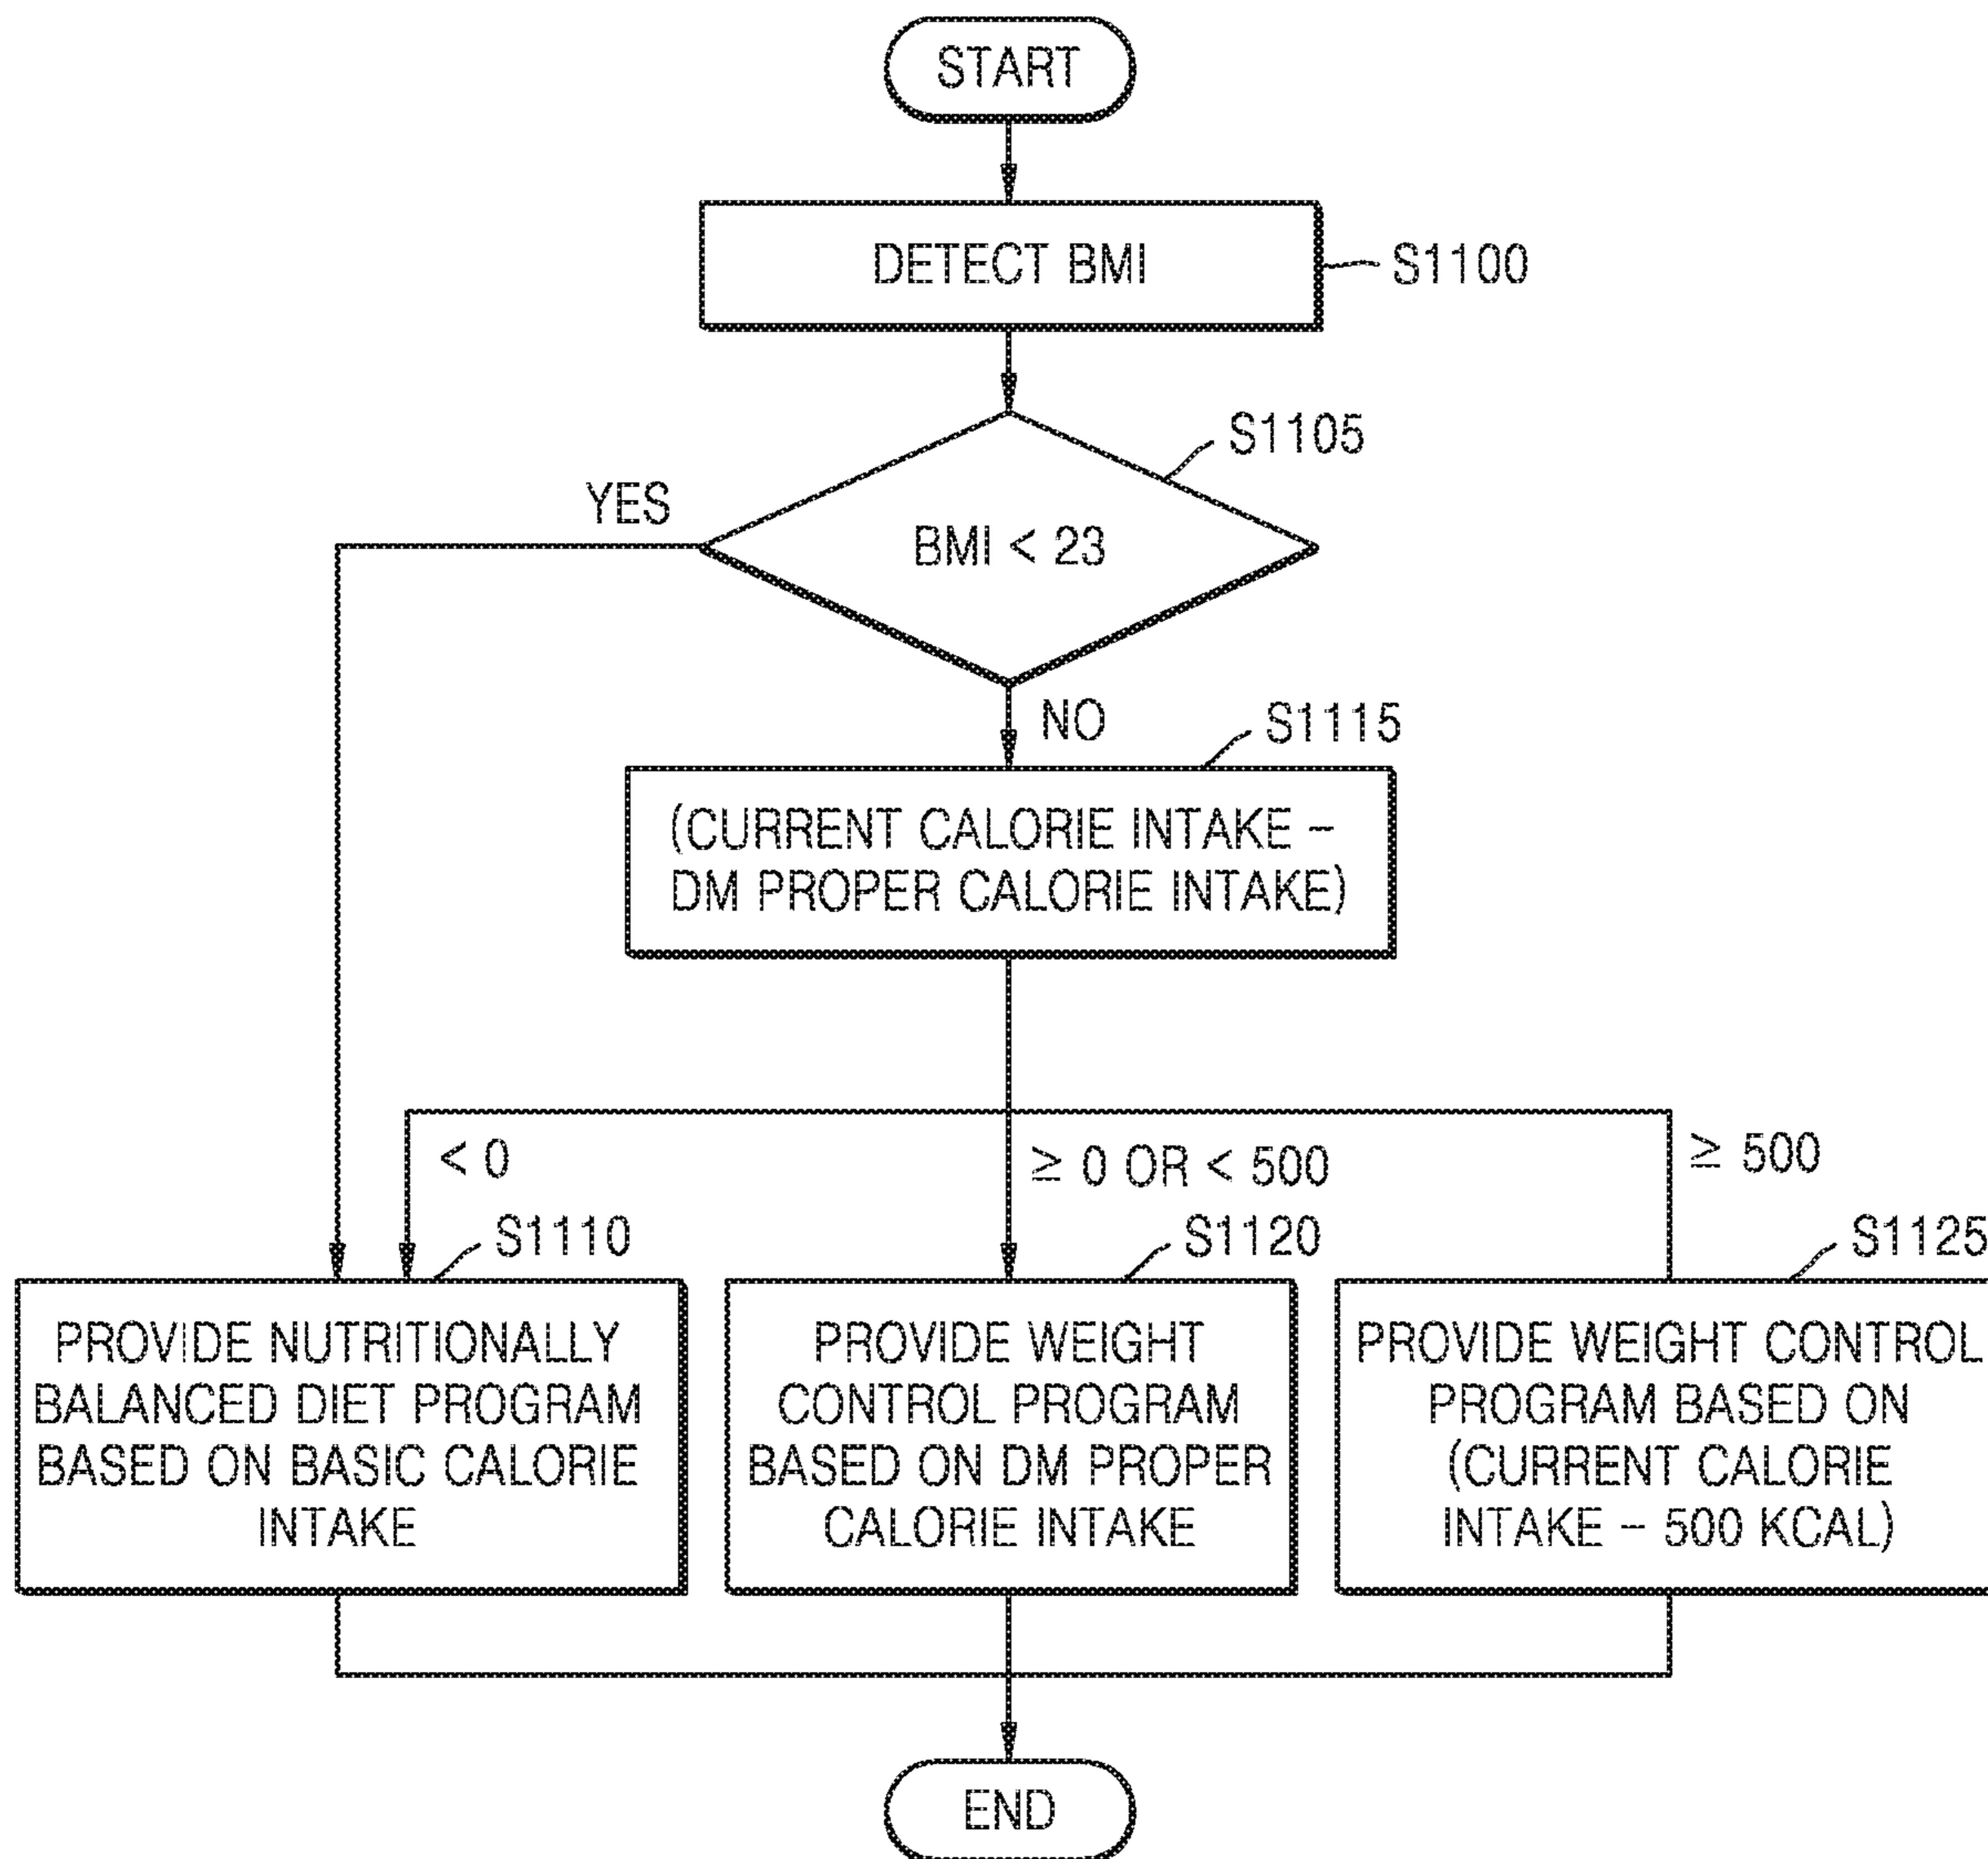 START
DETECT BMI
S1100
S1105
YES
BMI < 23
NO
S1115
(CURRENT CALORIE INTAKE –
DM PROPER CALORIE INTAKE)
< 0
≥ 0 OR < 500
≥ 500
S1110
S1120
S1125
PROVIDE NUTRITIONALLY
BALANCED DIET PROGRAM
BASED ON BASIC CALORIE
INTAKE
PROVIDE WEIGHT
CONTROL PROGRAM
BASED ON DM PROPER
CALORIE INTAKE
PROVIDE WEIGHT CONTROL
PROGRAM BASED ON
(CURRENT CALORIE
INTAKE – 500 KCAL)
END